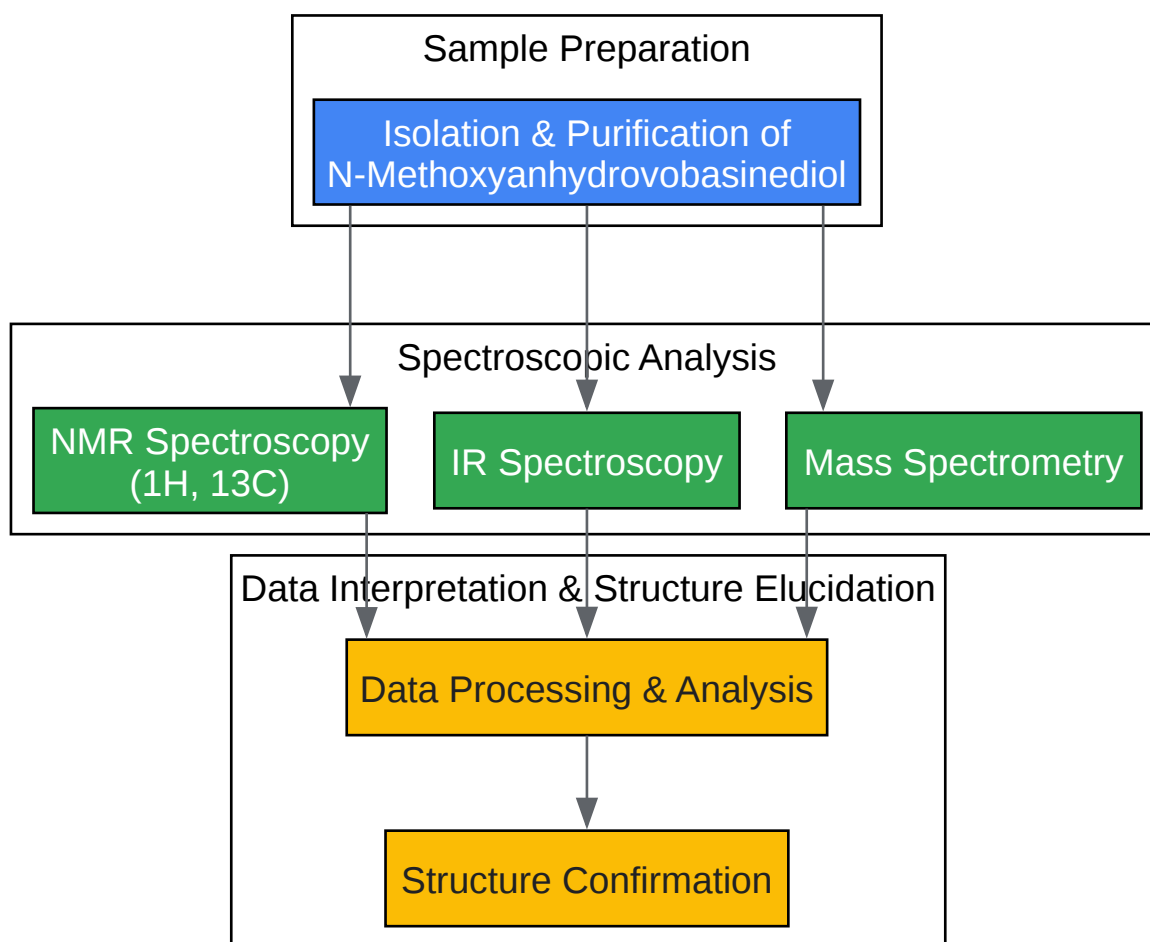 Sample Preparation
Isolation & Purification of
N-Methoxyanhydrovobasinediol
Spectroscopic Analysis
NMR Spectroscopy
(1H, 13C)
IR Spectroscopy
Mass Spectrometry
Data Interpretation & Structure Elucidation
Data Processing & Analysis
Structure Confirmation